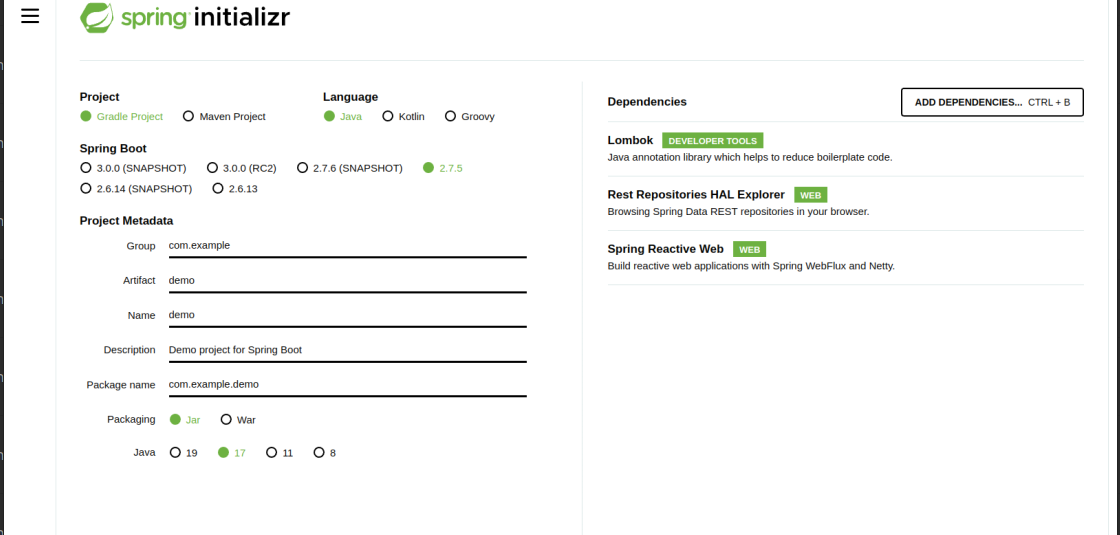 spring initializr
Project
Gradle Project Maven Project
Language
Java Kotlin Groovy
Spring Boot
3.0.0 (SNAPSHOT) 3.0.0 (RC2) 2.7.6 (SNAPSHOT) 2.7.5
2.6.14 (SNAPSHOT) 2.6.13
Project Metadata
Group com.example
Artifact demo
Name demo
Description Demo project for Spring Boot
Package name com.example.demo
Packaging Jar War
Java 19 17 11 8
Dependencies ADD DEPENDENCIES... CTRL + B
Lombok DEVELOPER TOOLS
Java annotation library which helps to reduce boilerplate code.
Rest Repositories HAL Explorer WEB
Browsing Spring Data REST repositories in your browser.
Spring Reactive Web WEB
Build reactive web applications with Spring WebFlux and Netty.